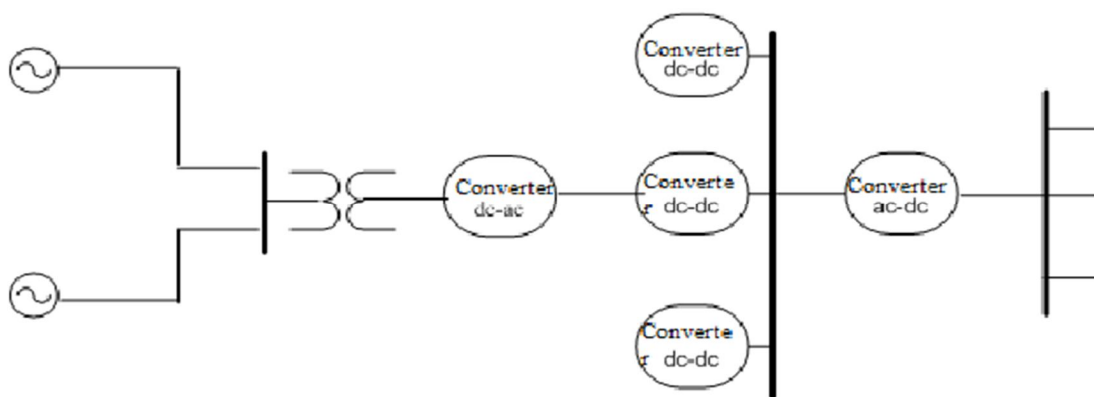 Converter
dc-dc
Converter
dc-ac
Converte
r dc-dc
Converter
ac-dc
Converte
r dc-dc